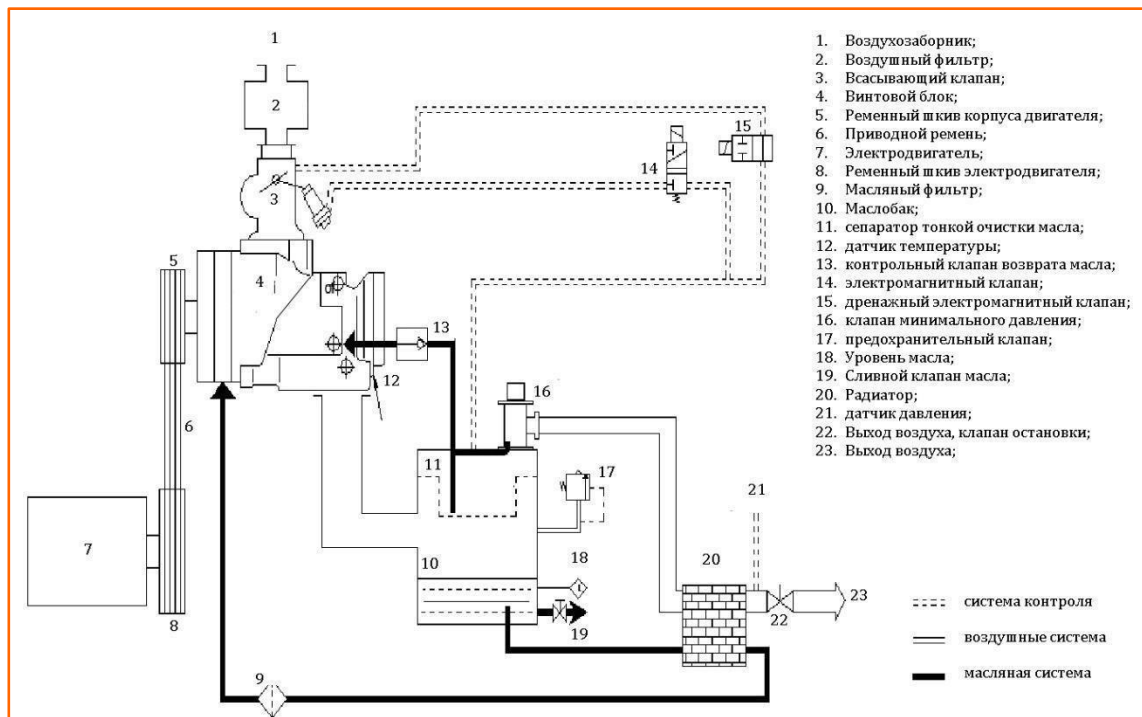 1
2
3
4
5
6
7
8
9
10
11
12
13
14
15
16
17
18
19
20
21
22
23
1. Воздухозаборник;
2. Воздушный фильтр;
3. Всасывающий клапан;
4. Винтовой блок;
5. Ременный шкив корпуса двигателя;
6. Приводной ремень;
7. Электродвигатель;
8. Ременный шкив электродвигателя;
9. Масляный фильтр;
10. Маслобак;
11. сепаратор тонкой очистки масла;
12. датчик температуры;
13. контрольный клапан возврата масла;
14. электромагнитный клапан;
15. дренажный электромагнитный клапан;
16. клапан минимального давления;
17. предохранительный клапан;
18. Уровень масла;
19. Сливной клапан масла;
20. Радиатор;
21. датчик давления;
22. Выход воздуха, клапан остановки;
23. Выход воздуха;
система контроля
воздушные система
масляная система